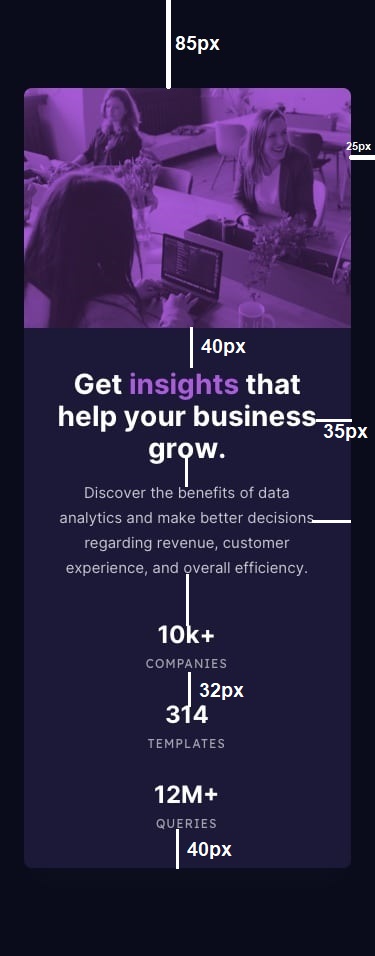 85px
25px
40px
Get insights that
help your business
35px
grow.
Discover the benefits of data
analytics and make better decisions
regarding revenue, customer
experience, and overall efficiency.
10k+
COMPANIES
32px
314
TEMPLATES
12M+
QUERIES
40px